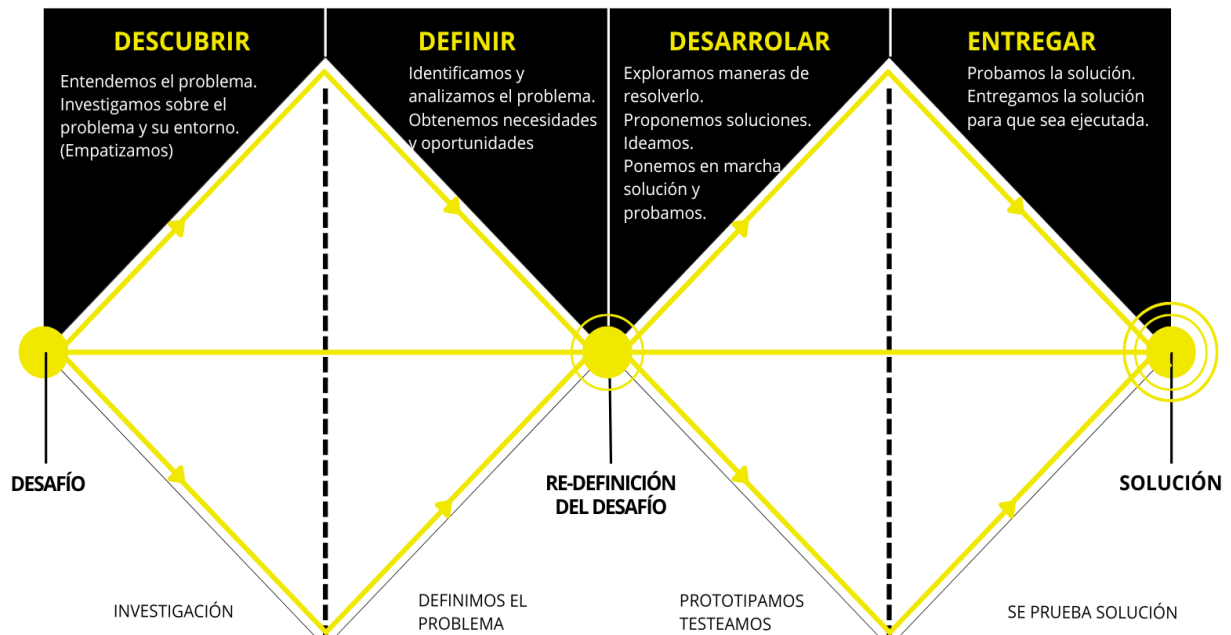 DESCUBRIR
Entendemos el problema.
Investigamos sobre el
problema y su entorno.
(Empatizamos)
DEFINIR
Identificamos y
analizamos el problema.
Obtenemos necesidades
y oportunidades
DESARROLAR
Exploramos maneras de
resolverlo.
Proponemos soluciones.
Ideamos.
Ponemos en marcha
solución y
probamos.
ENTREGAR
Probamos la solución.
Entregamos la solución
para que sea ejecutada.
DESAFÍO
RE-DEFINICIÓN
DEL DESAFÍO
SOLUCIÓN
INVESTIGACIÓN
DEFINIMOS EL
PROBLEMA
PROTOTIPAMOS
TESTEAMOS
SE PRUEBA SOLUCIÓN